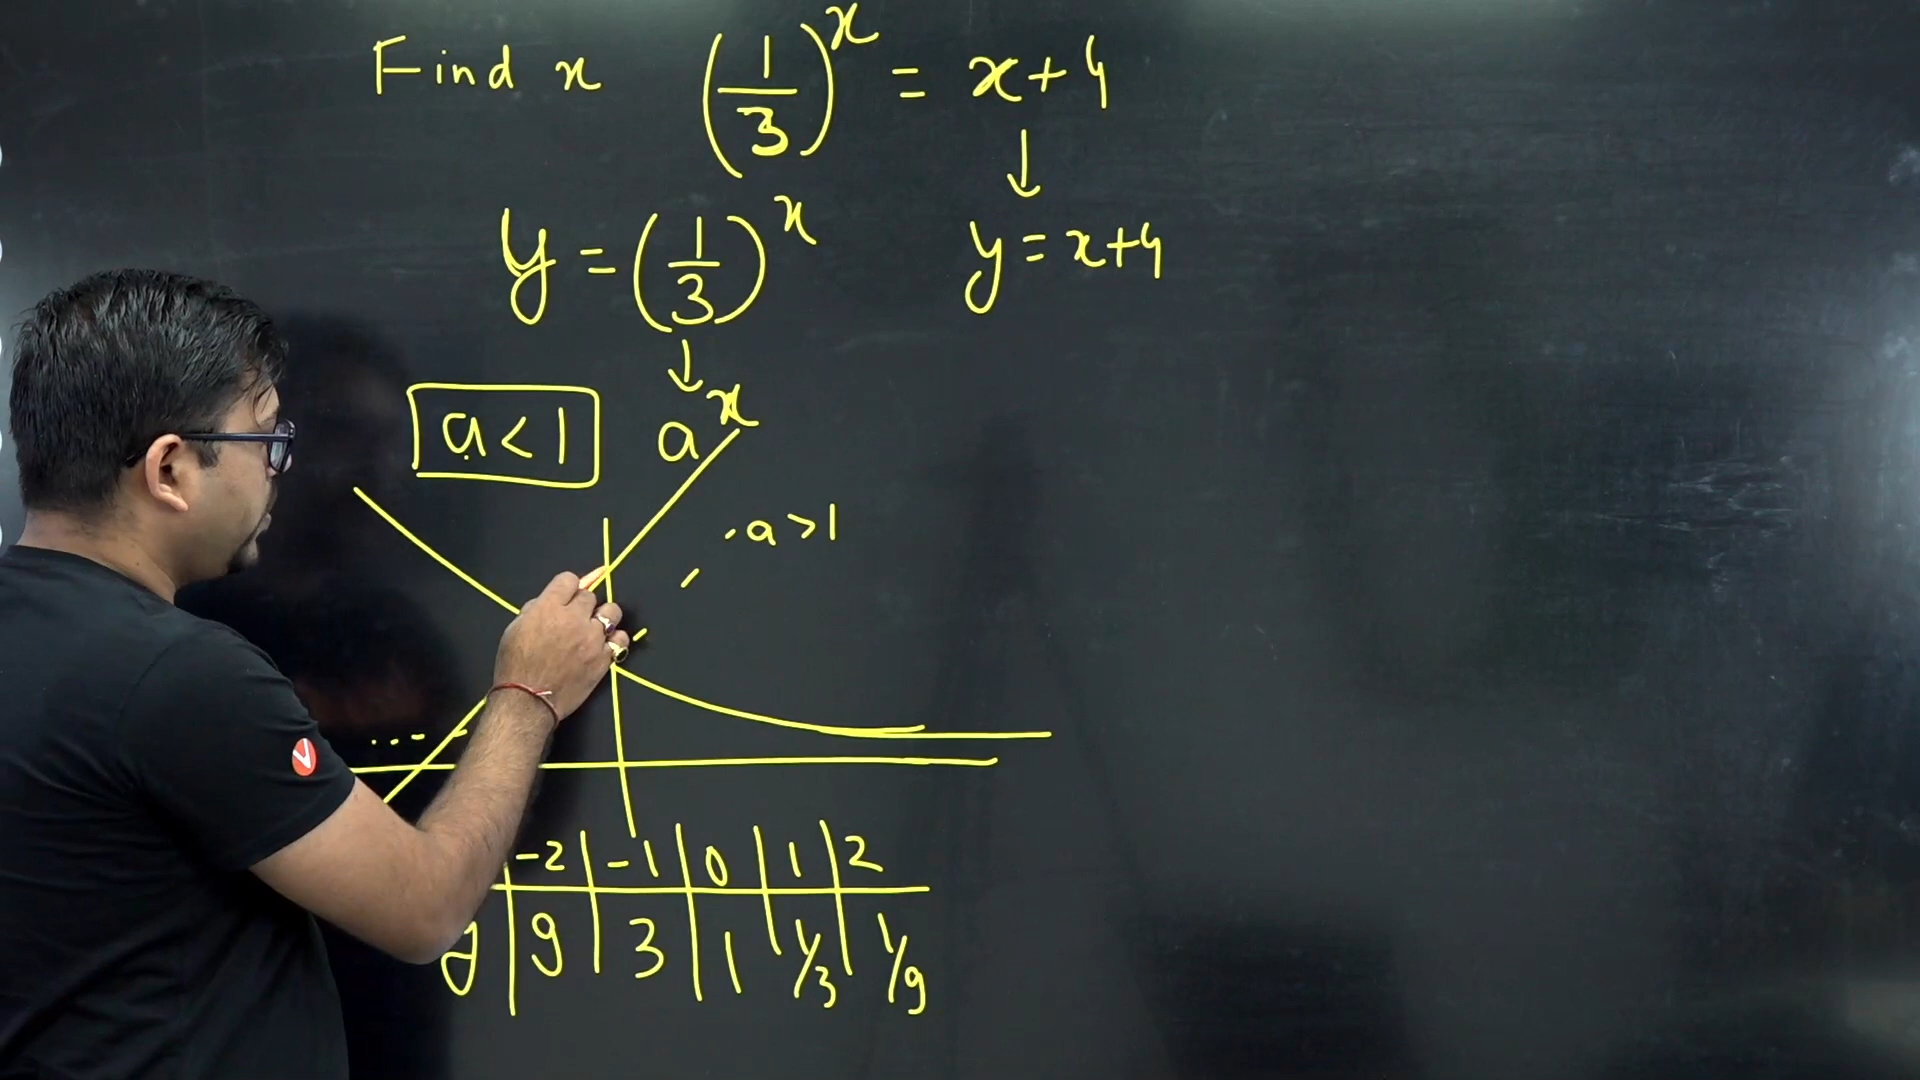 Find x (1/3)^x = x+4
↓
y = (1/3)^x y = x+4
↓
a<1 a^x
a>1
-2 | -1 | 0 | 1 | 2
y | 9 | 3 | 1 | 1/3 | 1/9
V